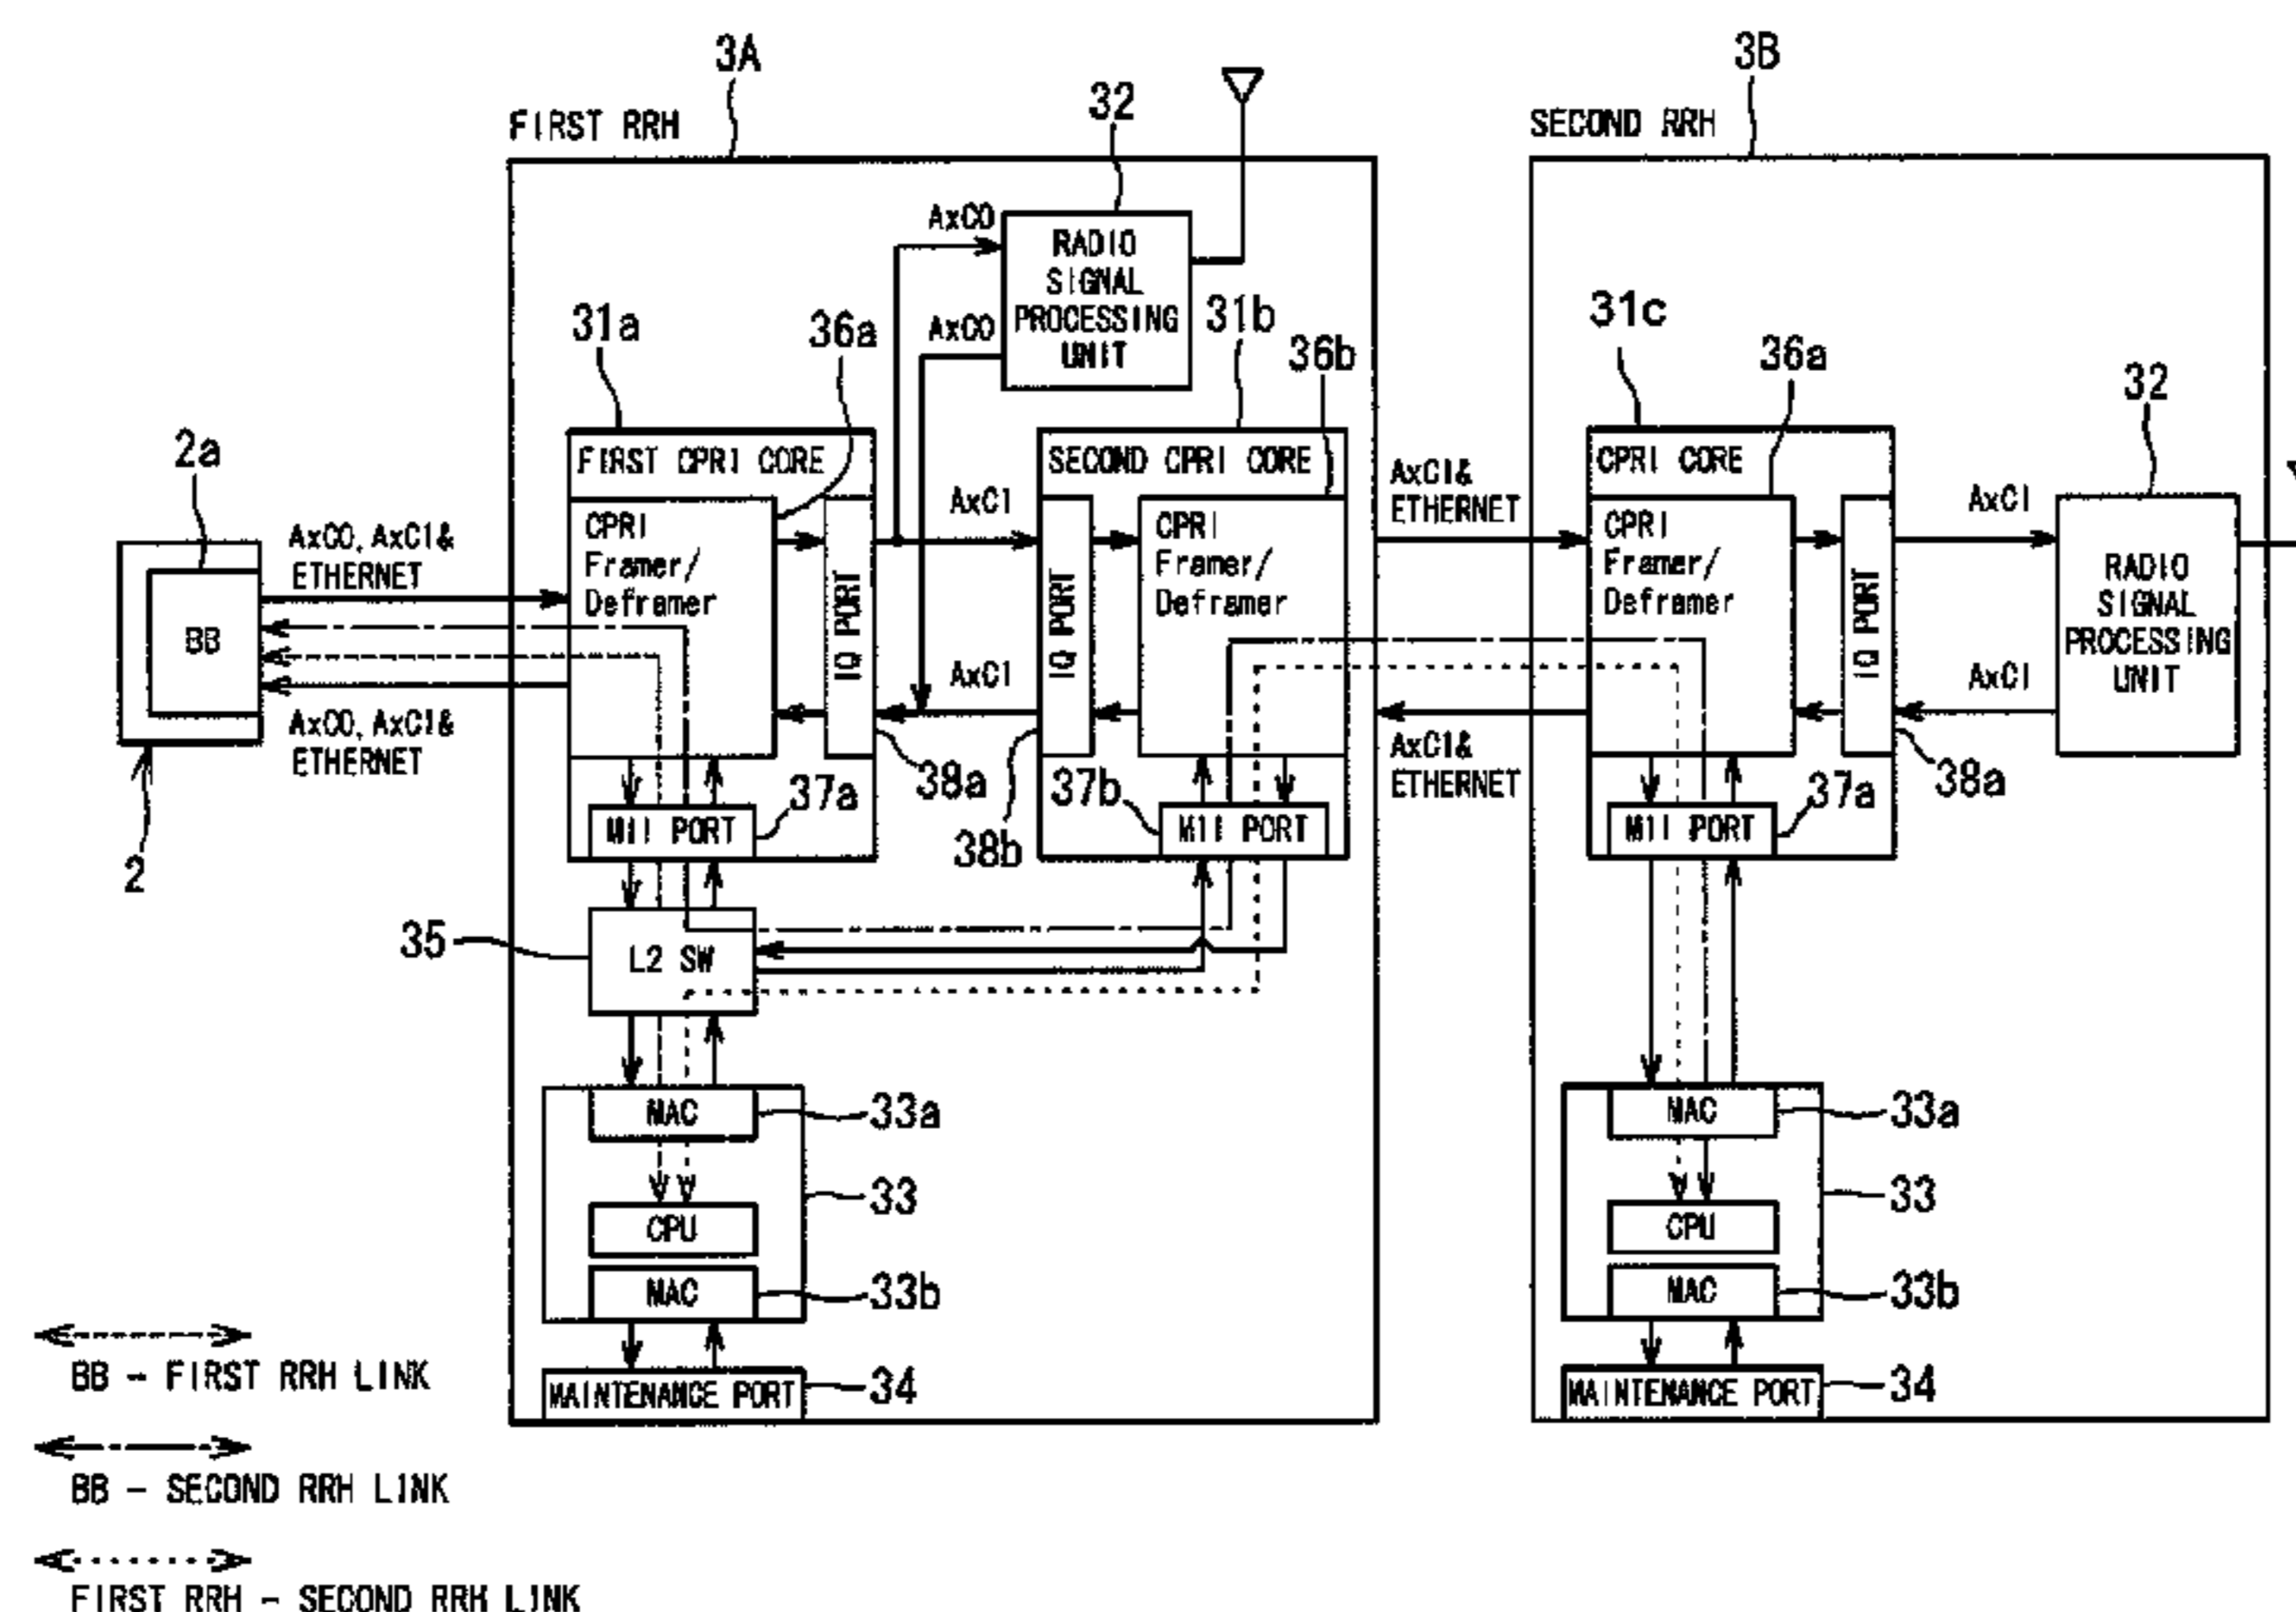 3A
3B
32
FIRST RRH
SECOND RRH
AxC0
RADIO
SIGNAL
PROCESSING
UNIT
AxC0
31a
36a
31b
36b
31c
36a
32
2a
FIRST CPRI CORE
SECOND CPRI CORE
CPRI CORE
AxC1&
ETHERNET
AxC0, AxC1&
ETHERNET
CPRI
Framer/
Deframer
IQ PORT
AxC1
IQ PORT
CPRI
Framer/
Deframer
CPRI
Framer/
Deframer
IQ PORT
AxC1
RADIO
SIGNAL
PROCESSING
UNIT
BB
AxC1
AxC1
AxC0, AxC1&
ETHERNET
AxC1&
ETHERNET
2
37a
38a
37b
38b
37a
38a
MII PORT
MII PORT
MII PORT
35
L2 SW
MAC
33a
MAC
33a
33
33
CPU
CPU
MAC
33b
MAC
33b
MAINTENANCE PORT
34
MAINTENANCE PORT
34
BB - FIRST RRH LINK
BB - SECOND RRH LINK
FIRST RRH - SECOND RRH LINK